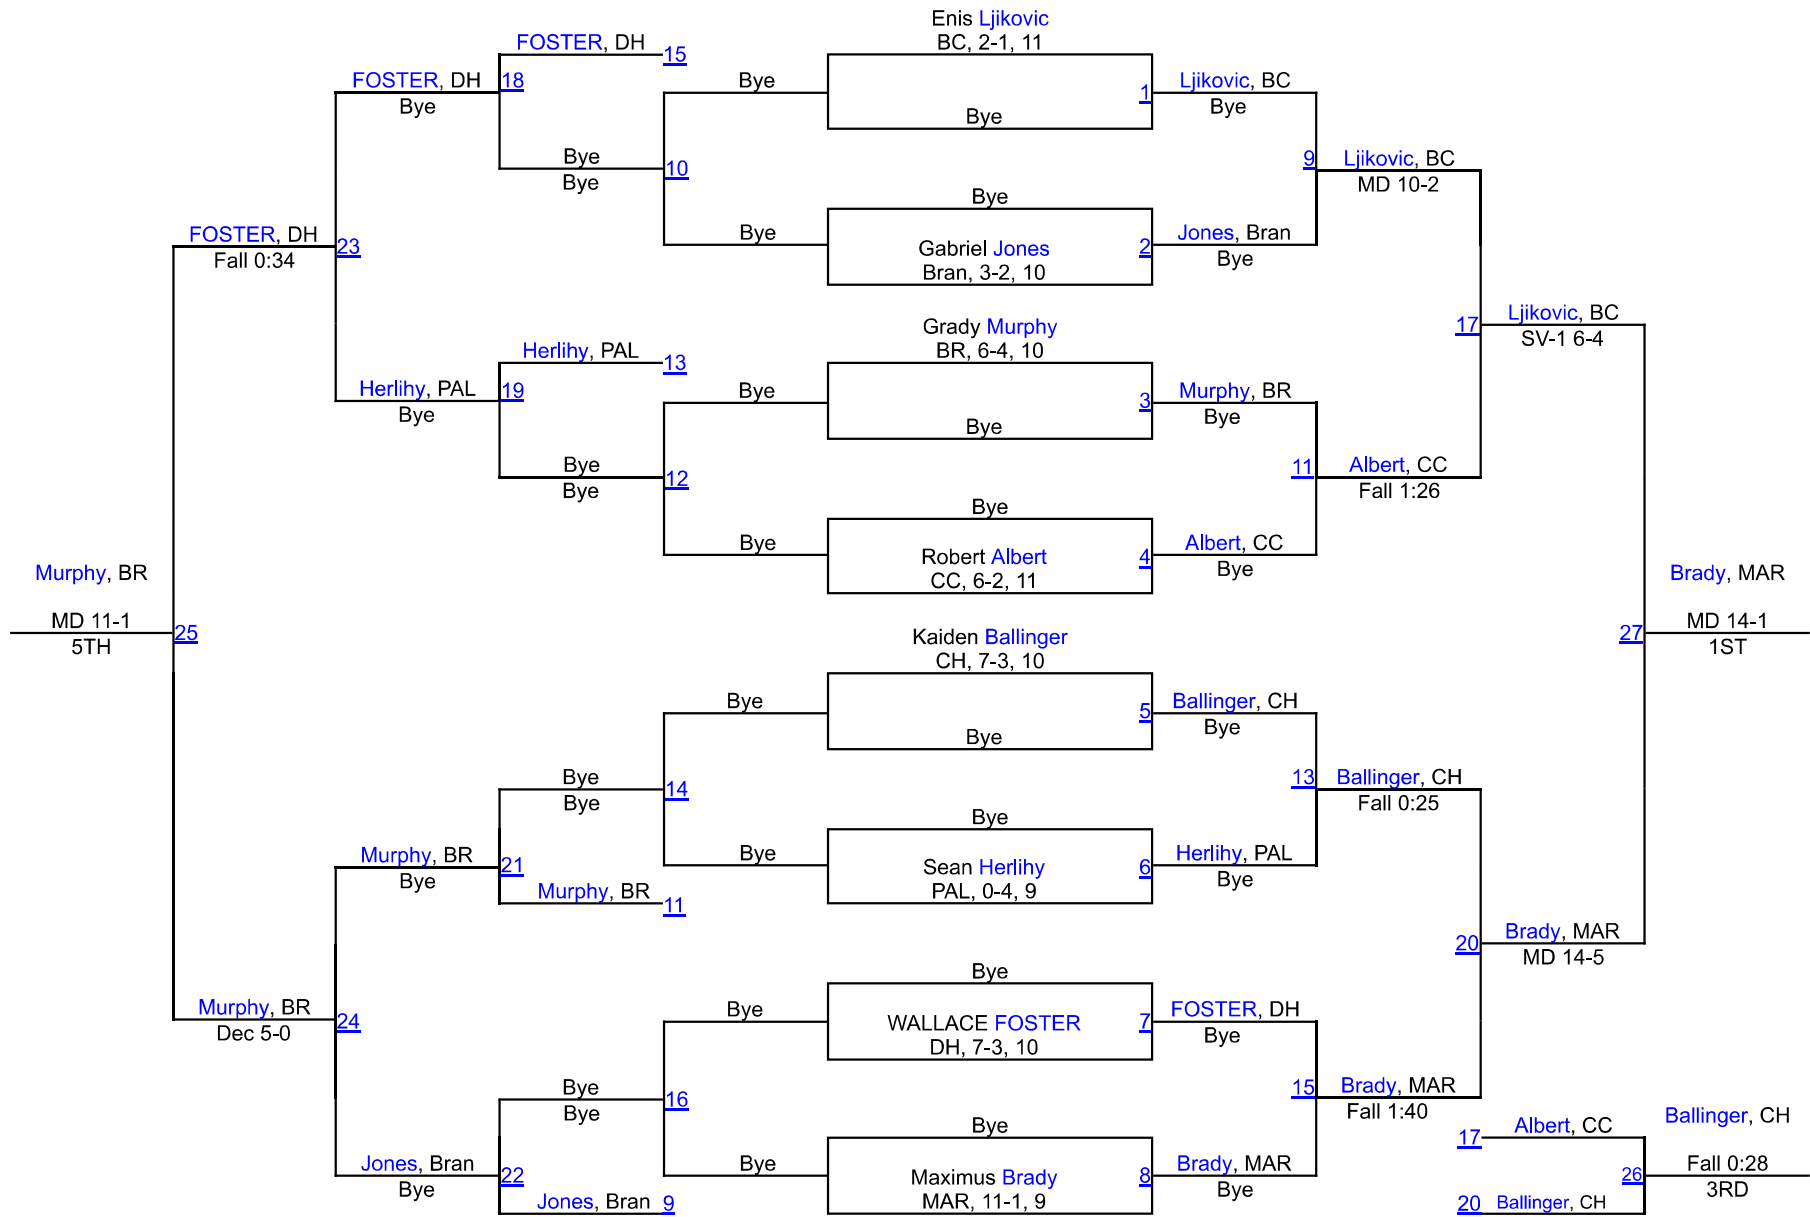 Enis Ljikovic
BC, 2-1, 11
FOSTER, DH
15
FOSTER, DH
18
Bye
Bye
1
Ljikovic, BC
Bye
Bye
Bye
Bye
10
Bye
9
Ljikovic, BC
MD 10-2
Bye
FOSTER, DH
23
Fall 0:34
Bye
Gabriel Jones
Bran, 3-2, 10
2
Jones, Bran
Bye
Grady Murphy
BR, 6-4, 10
17
Ljikovic, BC
SV-1 6-4
Herlihy, PAL
13
Herlihy, PAL
19
Bye
Bye
3
Murphy, BR
Bye
Bye
Bye
Bye
12
11
Albert, CC
Fall 1:26
Bye
Bye
Robert Albert
CC, 6-2, 11
4
Albert, CC
Bye
Murphy, BR
MD 11-1
25
5TH
Brady, MAR
27
MD 14-1
1ST
Kaiden Ballinger
CH, 7-3, 10
Bye
5
Ballinger, CH
Bye
Bye
Bye
Bye
14
13
Ballinger, CH
Fall 0:25
Bye
Murphy, BR
21
Bye
Bye
Sean Herlihy
PAL, 0-4, 9
6
Herlihy, PAL
Bye
Murphy, BR
11
20
Brady, MAR
MD 14-5
Bye
Murphy, BR
24
Dec 5-0
Bye
WALLACE FOSTER
DH, 7-3, 10
7
FOSTER, DH
Bye
Bye
Bye
16
15
Brady, MAR
Fall 1:40
Bye
17
Albert, CC
Ballinger, CH
Jones, Bran
22
Bye
Bye
Maximus Brady
MAR, 11-1, 9
8
Brady, MAR
Bye
26
Fall 0:28
3RD
Jones, Bran
9
20
Ballinger, CH